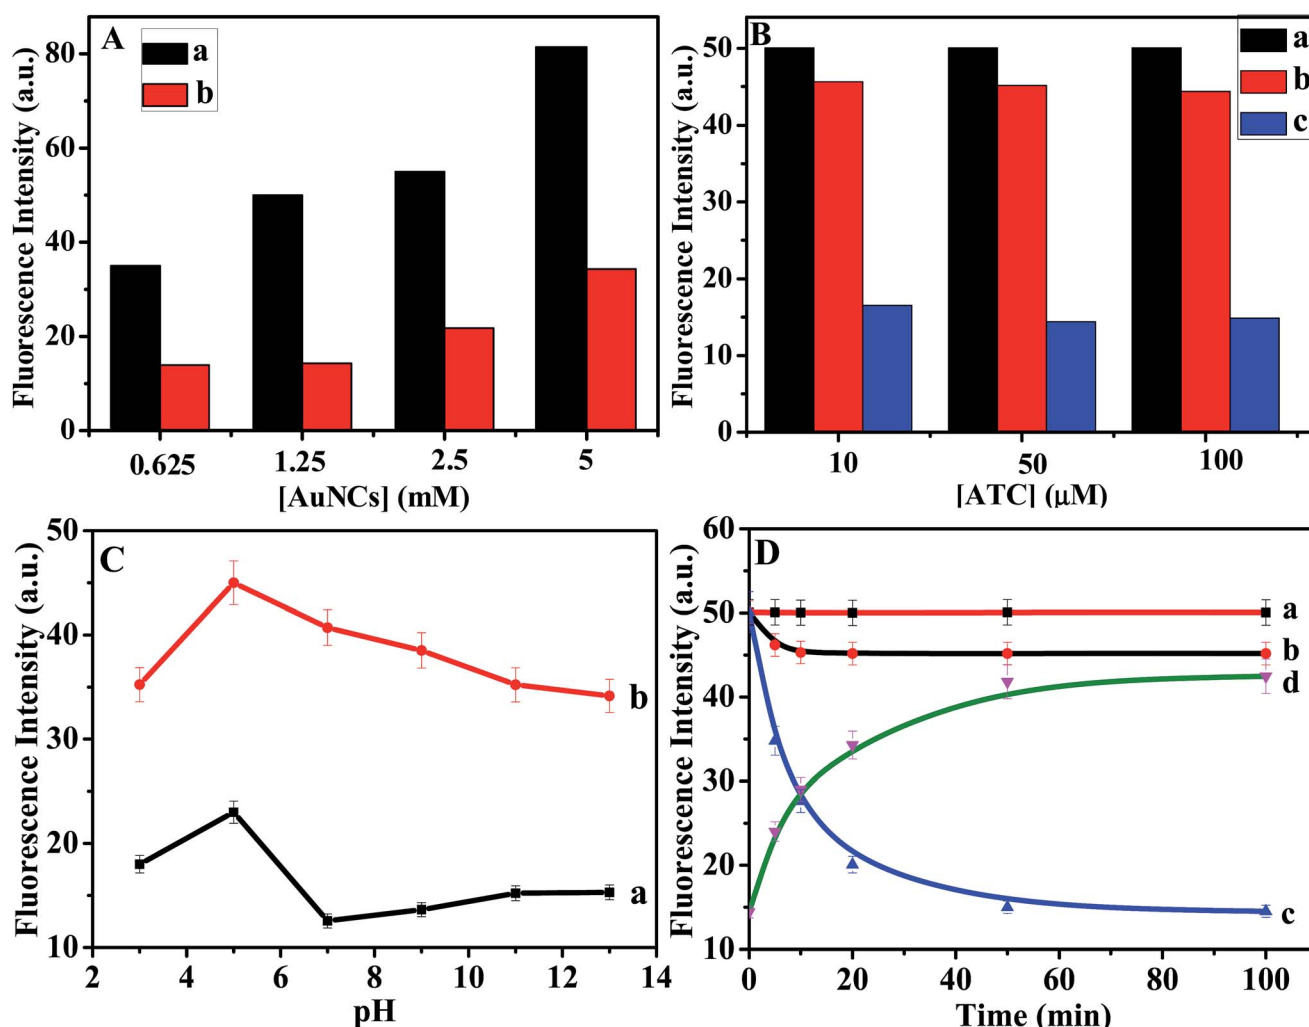 A
a
b
Fluorescence Intensity (a.u.)
80
60
40
20
0
0.625 1.25 2.5 5
[AuNCs] (mM)
B
a
b
c
Fluorescence Intensity (a.u.)
50
40
30
20
10
0
10 50 100
[ATC] (μM)
C
Fluorescence Intensity (a.u.)
50
40
30
20
10
b
a
2 4 6 8 10 12 14
pH
D
Fluorescence Intensity (a.u.)
60
50
40
30
20
10
a
b
d
c
0 20 40 60 80 100
Time (min)